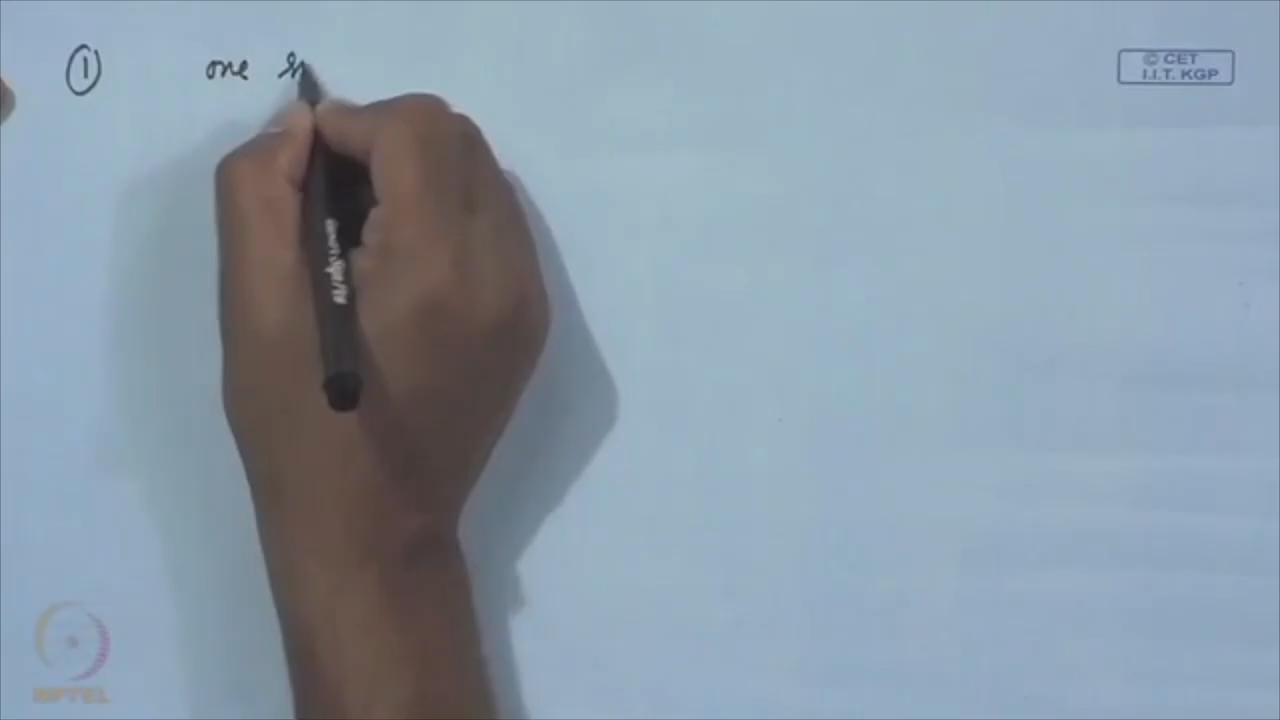 ① one
© CET
I.I.T. KGP
NPTEL